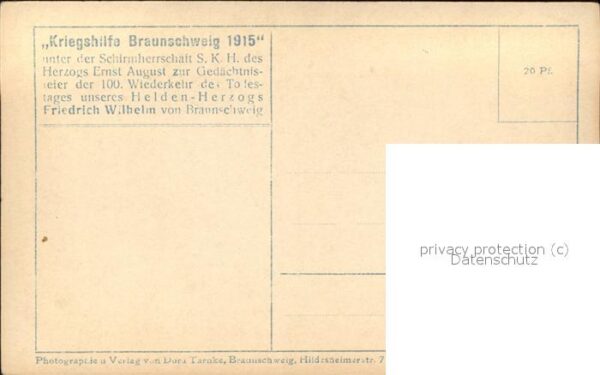 „Kriegshilfe Braunschweig 1915“
unter der Schirmherrschaft S. K. H. des
Herzogs Ernst August zur Gedächtnis-
feier der 100. Wiederkehr des Todes-
tages unseres Helden-Herzogs
Friedrich Wilhelm von Braunschweig
20 Pf.
privacy protection (c)
Datenschutz
Photographie u Verlag von Dora Tarnke, Braunschweig, Hildesheimerstr. 7